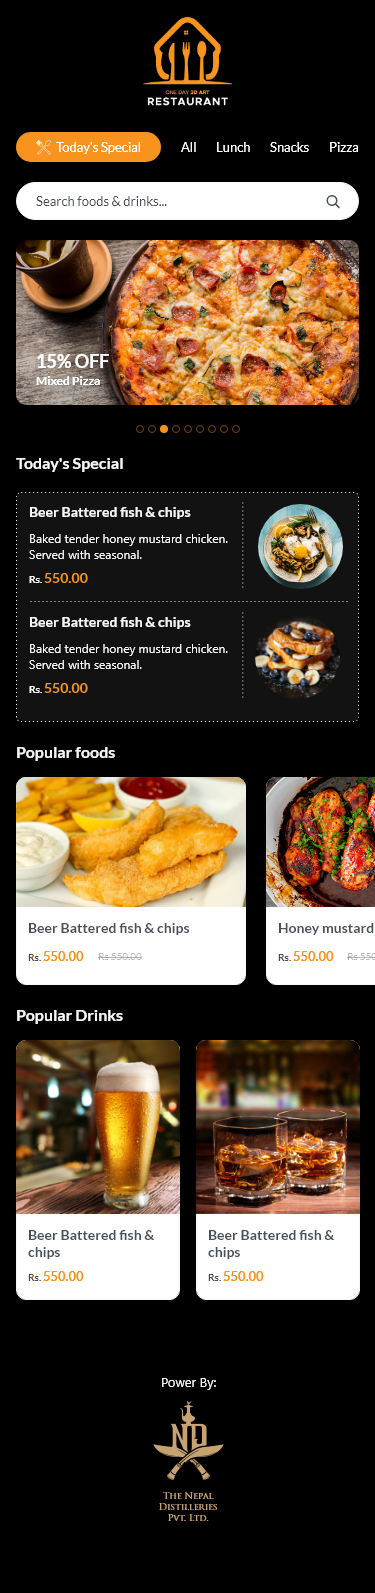 ONE DAY 3D ART
RESTAURANT
Today's Special
All
Lunch
Snacks
Pizza
Search foods & drinks...
15% OFF
Mixed Pizza
Today's Special
Beer Battered fish & chips
Baked tender honey mustard chicken.
Served with seasonal.
Rs. 550.00
Beer Battered fish & chips
Baked tender honey mustard chicken.
Served with seasonal.
Rs. 550.00
Popular foods
Beer Battered fish & chips
Rs. 550.00 Rs 550.00
Honey mustard
Rs. 550.00 Rs 550
Popular Drinks
Beer Battered fish &
chips
Rs. 550.00
Beer Battered fish &
chips
Rs. 550.00
Power By:
ND
The Nepal
Distilleries
Pvt. Ltd.